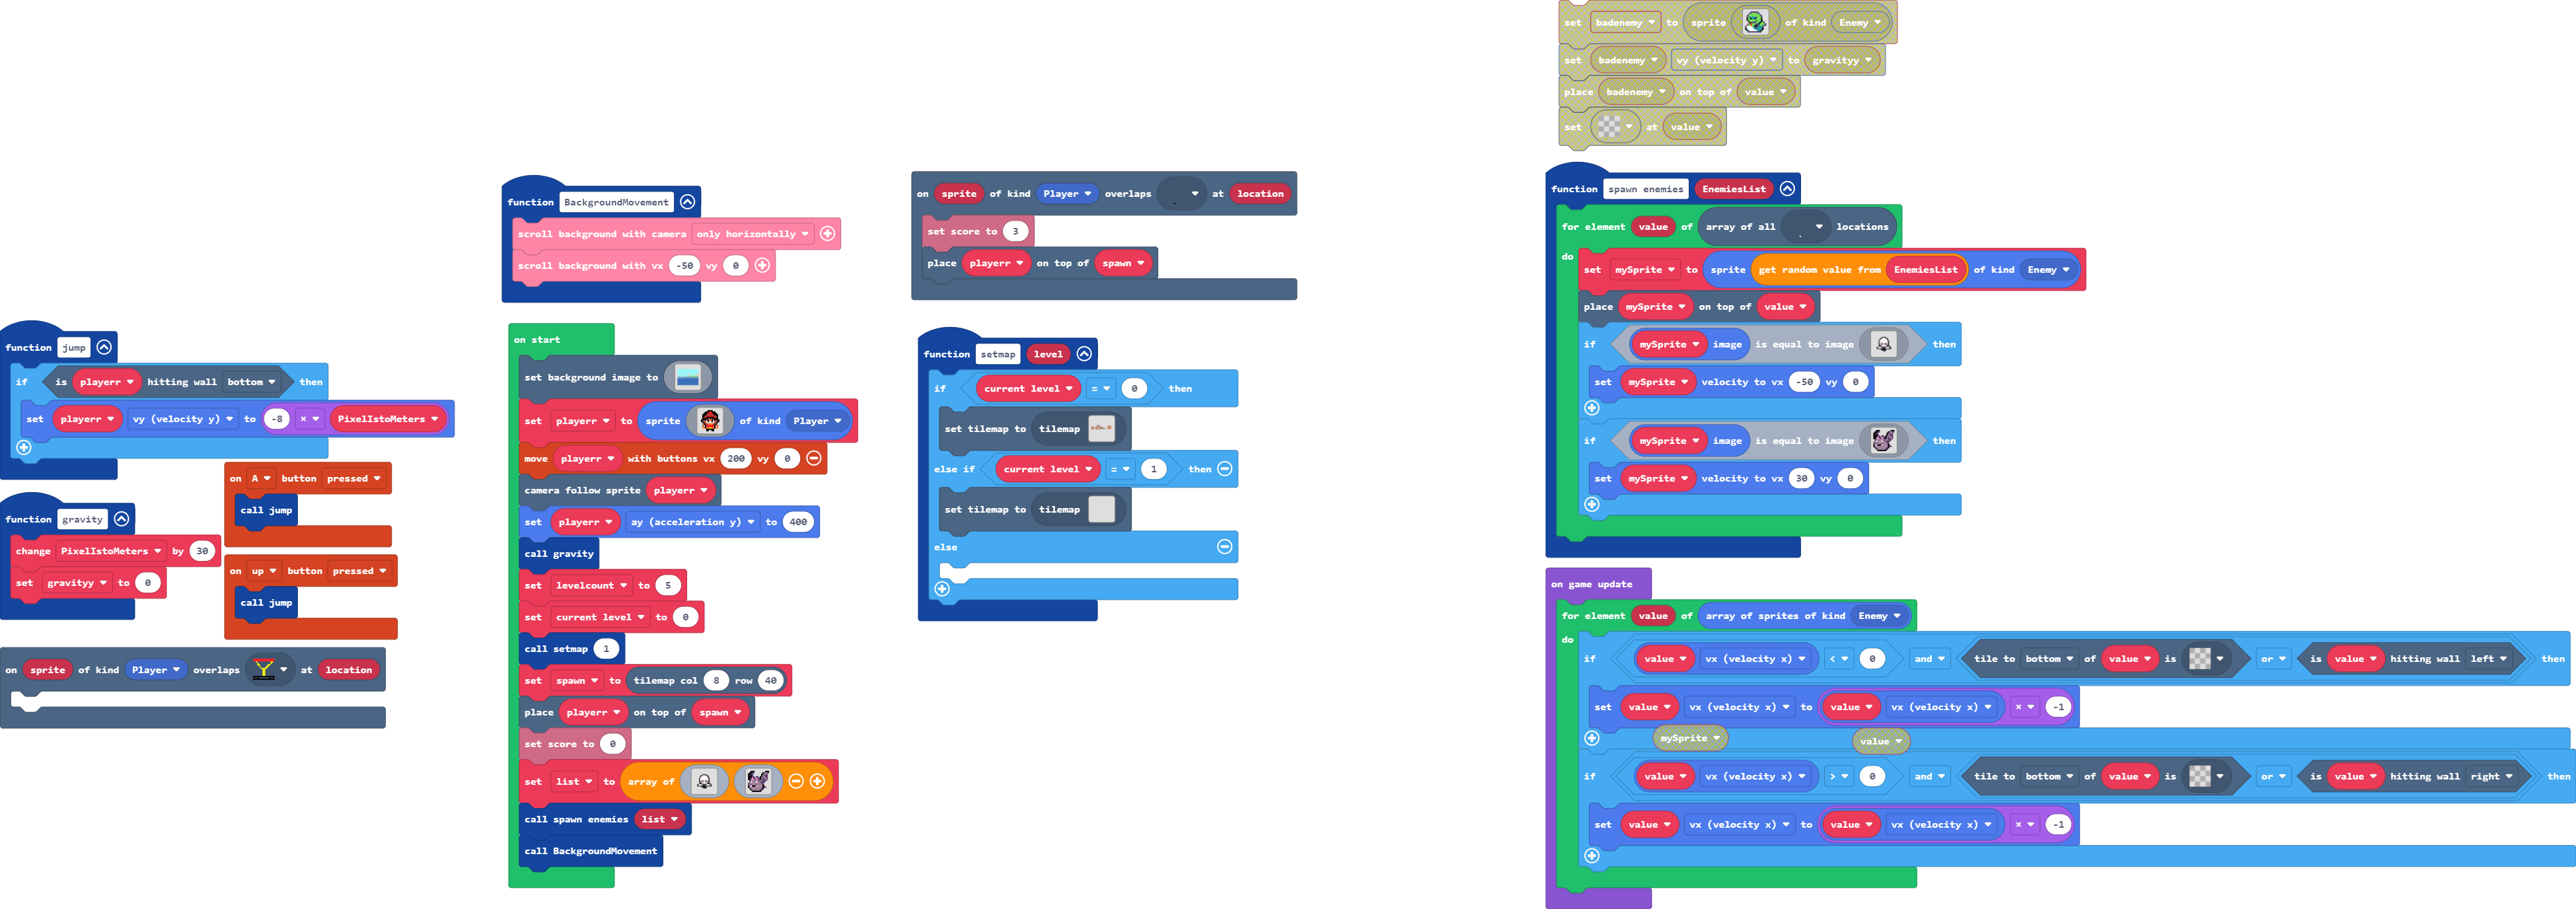 set badenemy to sprite of kind Enemy
set badenemy vy (velocity y) to gravityy
place badenemy on top of value
set at value
function BackgroundMovement
scroll background with camera only horizontally
scroll background with vx -50 vy 0
on sprite of kind Player overlaps at location
set score to 3
place playerr on top of spawn
function spawn enemies EnemiesList
for element value of array of all locations
do
set mySprite to sprite get random value from EnemiesList of kind Enemy
place mySprite on top of value
if mySprite image is equal to image then
set mySprite velocity to vx -50 vy 0
if mySprite image is equal to image then
set mySprite velocity to vx 30 vy 0
function jump
if is playerr hitting wall bottom then
set playerr vy (velocity y) to -8 × PixelIstoMeters
on A button pressed
call jump
function gravity
change PixelIstoMeters by 30
set gravityy to 0
on up button pressed
call jump
on sprite of kind Player overlaps at location
on start
set background image to
set playerr to sprite of kind Player
move playerr with buttons vx 200 vy 0
camera follow sprite playerr
set playerr ay (acceleration y) to 400
call gravity
set levelcount to 5
set current level to 0
call setmap 1
set spawn to tilemap col 8 row 40
place playerr on top of spawn
set score to 0
set list to array of
call spawn enemies list
call BackgroundMovement
function setmap level
if current level = 0 then
set tilemap to tilemap
else if current level = 1 then
set tilemap to tilemap
else
on game update
for element value of array of sprites of kind Enemy
do
if value vx (velocity x) < 0 and tile to bottom of value is or is value hitting wall left then
set value vx (velocity x) to value vx (velocity x) × -1
mySprite value
if value vx (velocity x) > 0 and tile to bottom of value is or is value hitting wall right then
set value vx (velocity x) to value vx (velocity x) × -1